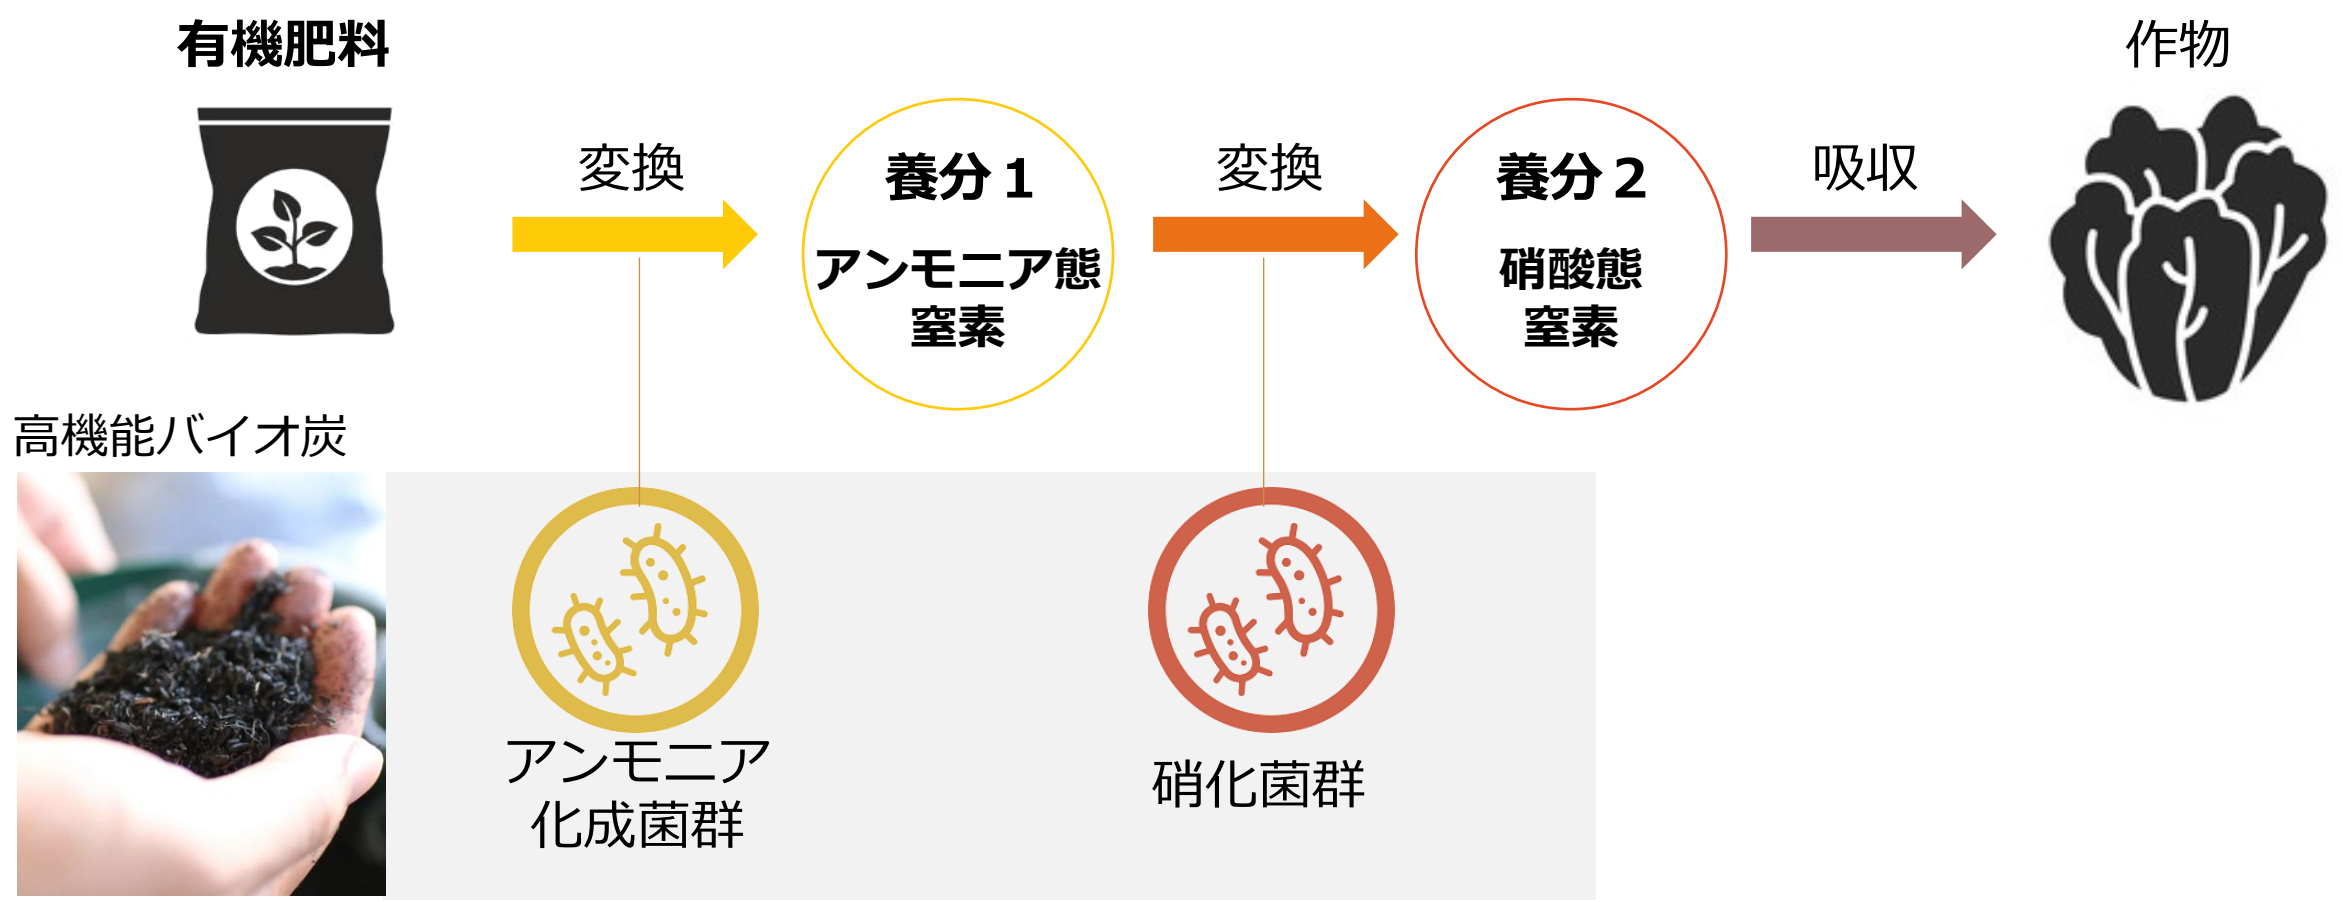 有機肥料
作物
変換
養分１
アンモニア態
窒素
変換
養分２
硝酸態
窒素
吸収
高機能バイオ炭
アンモニア
化成菌群
硝化菌群